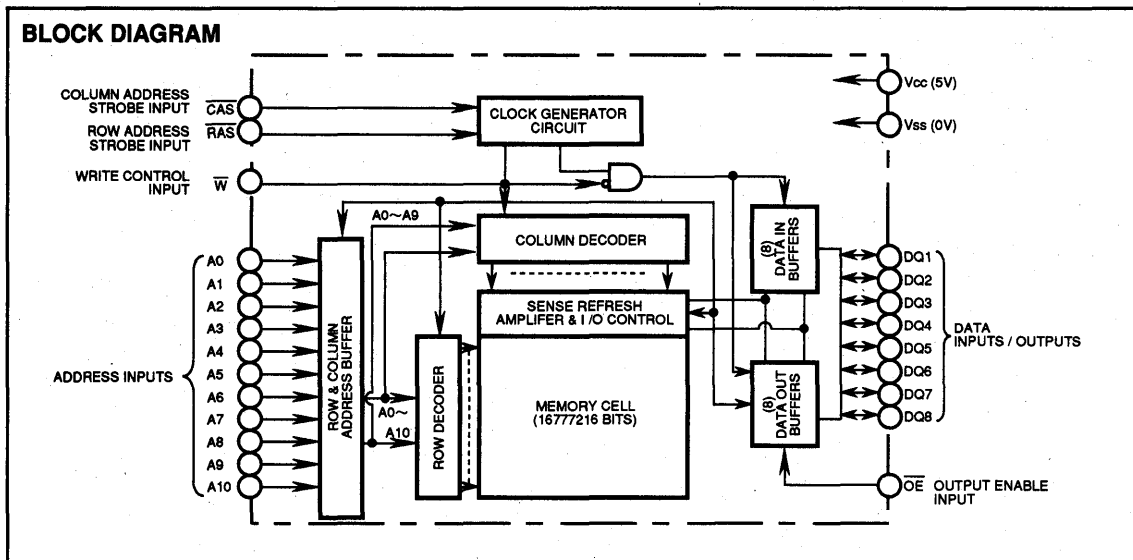 BLOCK DIAGRAM
COLUMN ADDRESS
STROBE INPUT
CAS
ROW ADDRESS
STROBE INPUT
RAS
WRITE CONTROL
INPUT
W
CLOCK GENERATOR
CIRCUIT
Vcc (5V)
Vss (0V)
A0～A9
COLUMN DECODER
(8)
DATA IN
BUFFERS
SENSE REFRESH
AMPLIFER & I /O CONTROL
ADDRESS INPUTS
A0
A1
A2
A3
A4
A5
A6
A7
A8
A9
A10
ROW & COLUMN
ADDRESS BUFFER
A0～
A10
ROW DECODER
MEMORY CELL
(16777216 BITS)
(8)
DATA OUT
BUFFERS
DQ1
DQ2
DQ3
DQ4
DQ5
DQ6
DQ7
DQ8
DATA
INPUTS / OUTPUTS
OE OUTPUT ENABLE
INPUT